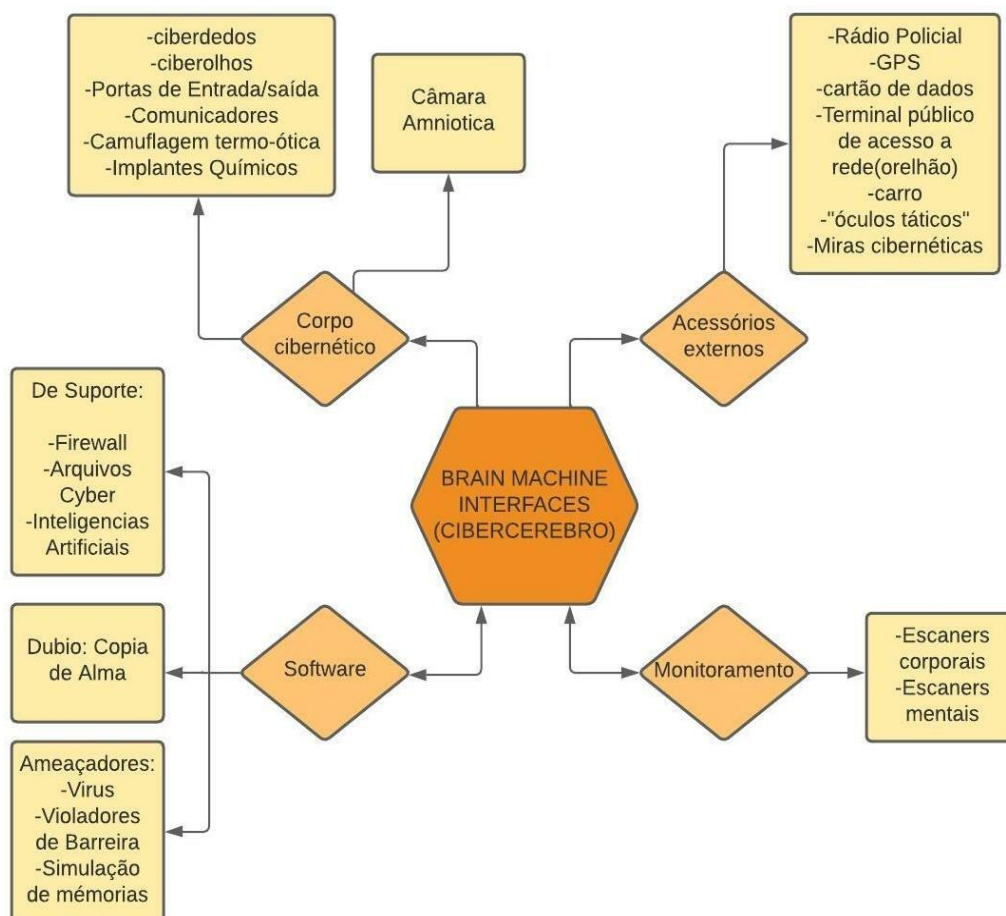 -ciberdedos
-ciberolhos
-Portas de Entrada/saída
-Comunicadores
-Camuflagem termo-ótica
-Implantes Químicos
Câmara
Amniotica
-Rádio Policial
-GPS
-cartão de dados
-Terminal público
de acesso a
rede(orelhão)
-carro
-"óculos táticos"
-Miras cibernéticas
Corpo
cibernético
Acessórios
externos
De Suporte:
-Firewall
-Arquivos
Cyber
-Inteligencias
Artificiais
BRAIN MACHINE
INTERFACES
(CIBERCEREBRO)
Dubio: Copia
de Alma
Software
Monitoramento
-Escaners
corporais
-Escaners
mentais
Ameaçadores:
-Virus
-Violadores
de Barreira
-Simulação
de mémorias